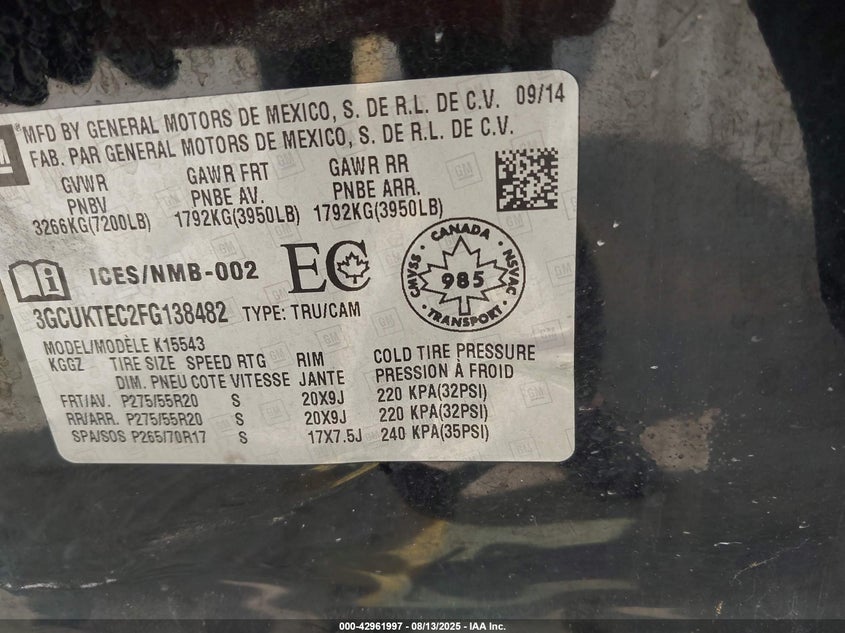 MFD BY GENERAL MOTORS DE MEXICO, S. DE R.L. DE C.V. 09/14
FAB. PAR GENERAL MOTORS DE MEXICO, S. DE R.L. DE C.V.
GVWR GAWR FRT GAWR RR
PNBV PNBE AV. PNBE ARR.
3266KG(7200LB) 1792KG(3950LB) 1792KG(3950LB)
ICES/NMB-002 EC
CANADA
CMVSS 985 NSVAC
TRANSPORT
3GCUKTEC2FG138482 TYPE: TRU/CAM
MODEL/MODÈLE K15543
KGGZ TIRE SIZE SPEED RTG RIM COLD TIRE PRESSURE
DIM. PNEU COTE VITESSE JANTE PRESSION À FROID
FRT/AV. P275/55R20 S 20X9J 220 KPA(32PSI)
RR/ARR. P275/55R20 S 20X9J 220 KPA(32PSI)
SPA/SOS P265/70R17 S 17X7.5J 240 KPA(35PSI)
000-42961997 - 08/13/2025 - IAA Inc.